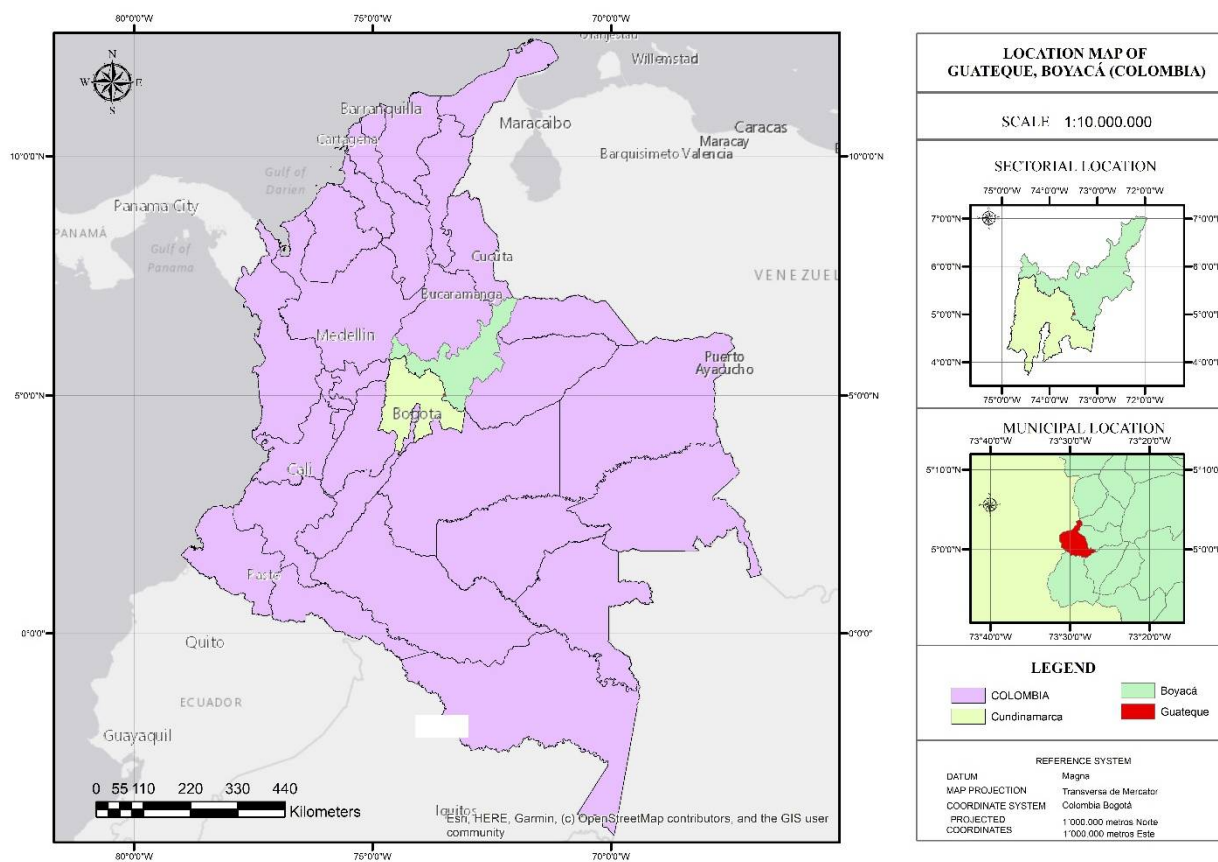 80°0'0"W 75°0'0"W 70°0'0"W
N
W E
S
Oranjestad
Willemstad
Barranquilla
Cartagena
Maracaibo
Caracas
Maracay
Barquisimeto Valencia
10°0'0"N 10°0'0"N
Gulf of
Darien
Panama City
PANAMÁ
Gulf of
Panama
Cucuta
VENEZUEL
Bucaramanga
Medellin
Puerto
Ayacucho
5°0'0"N 5°0'0"N
Bogota
Cali
Pasto
0°0'0" 0°0'0"
Quito
ECUADOR
Guayaquil
0 55 110 220 330 440
Kilometers
Iquitos
Esri, HERE, Garmin, (c) OpenStreetMap contributors, and the GIS user
community
80°0'0"W 75°0'0"W 70°0'0"W
LOCATION MAP OF
GUATEQUE, BOYACÁ (COLOMBIA)
SCALE 1:10.000.000
SECTORIAL LOCATION
75°0'0"W 74°0'0"W 73°0'0"W 72°0'0"W
7°0'0"N 7°0'0"N
6°0'0"N 6°0'0"N
5°0'0"N 5°0'0"N
4°0'0"N 4°0'0"N
75°0'0"W 74°0'0"W 73°0'0"W 72°0'0"W
MUNICIPAL LOCATION
73°40'0"W 73°30'0"W 73°20'0"W
5°10'0"N 5°10'0"N
5°0'0"N 5°0'0"N
73°40'0"W 73°30'0"W 73°20'0"W
LEGEND
COLOMBIA Boyacá
Cundinamarca Guateque
REFERENCE SYSTEM
DATUM Magna
MAP PROJECTION Transversa de Mercator
COORDINATE SYSTEM Colombia Bogotá
PROJECTED COORDINATES 1'000.000 metros Norte
1'000.000 metros Este